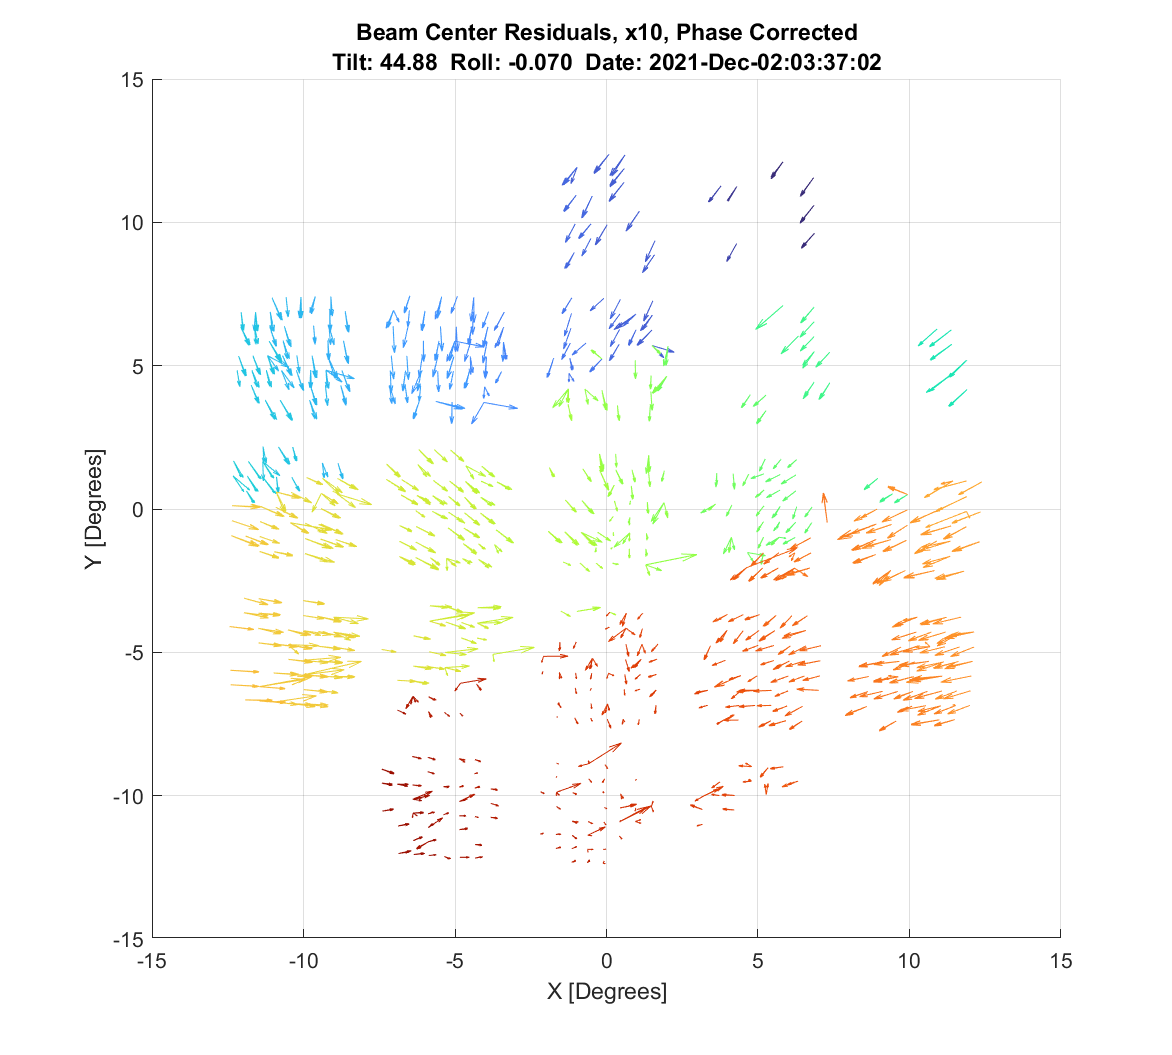 Beam Center Residuals, x10, Phase Corrected
Tilt: 44.88 Roll: -0.070 Date: 2021-Dec-02:03:37:02
15
10
5
0
-5
-10
-15
Y [Degrees]
-15 -10 -5 0 5 10 15
X [Degrees]